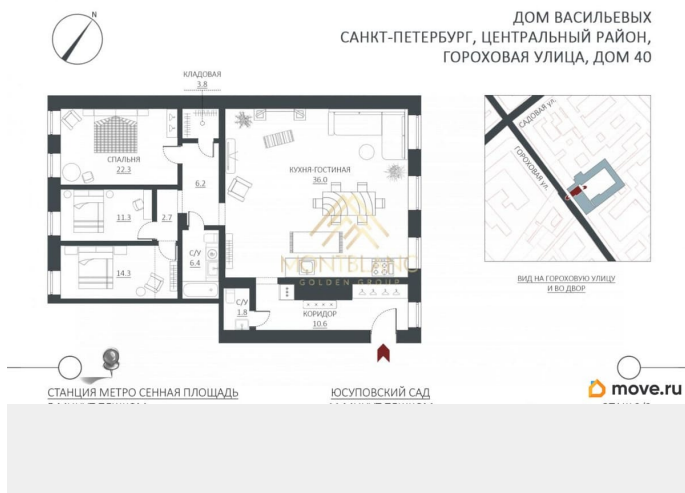 N
ДОМ ВАСИЛЬЕВЫХ
САНКТ-ПЕТЕРБУРГ, ЦЕНТРАЛЬНЫЙ РАЙОН,
ГОРОХОВАЯ УЛИЦА, ДОМ 40
КЛАДОВАЯ
3.8
СПАЛЬНЯ
22.3
6.2
КУХНЯ-ГОСТИНАЯ
36.0
11.3
2.7
С/У
6.4
14.3
MONTBLANC
GOLDEN GROUP
С/У
1.8
КОРИДОР
10.6
САДОВАЯ УЛ.
ГОРОХОВАЯ УЛ.
ВИД НА ГОРОХОВУЮ УЛИЦУ
И ВО ДВОР
СТАНЦИЯ МЕТРО СЕННАЯ ПЛОЩАДЬ
ЮСУПОВСКИЙ САД
move.ru